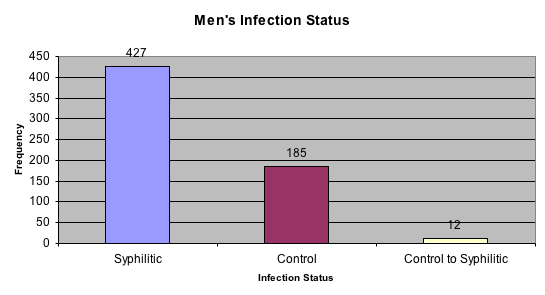 Men's Infection Status
427
185
12
450
400
350
300
250
200
150
100
50
0
Frequency
Syphilitic
Control
Control to Syphilitic
Infection Status